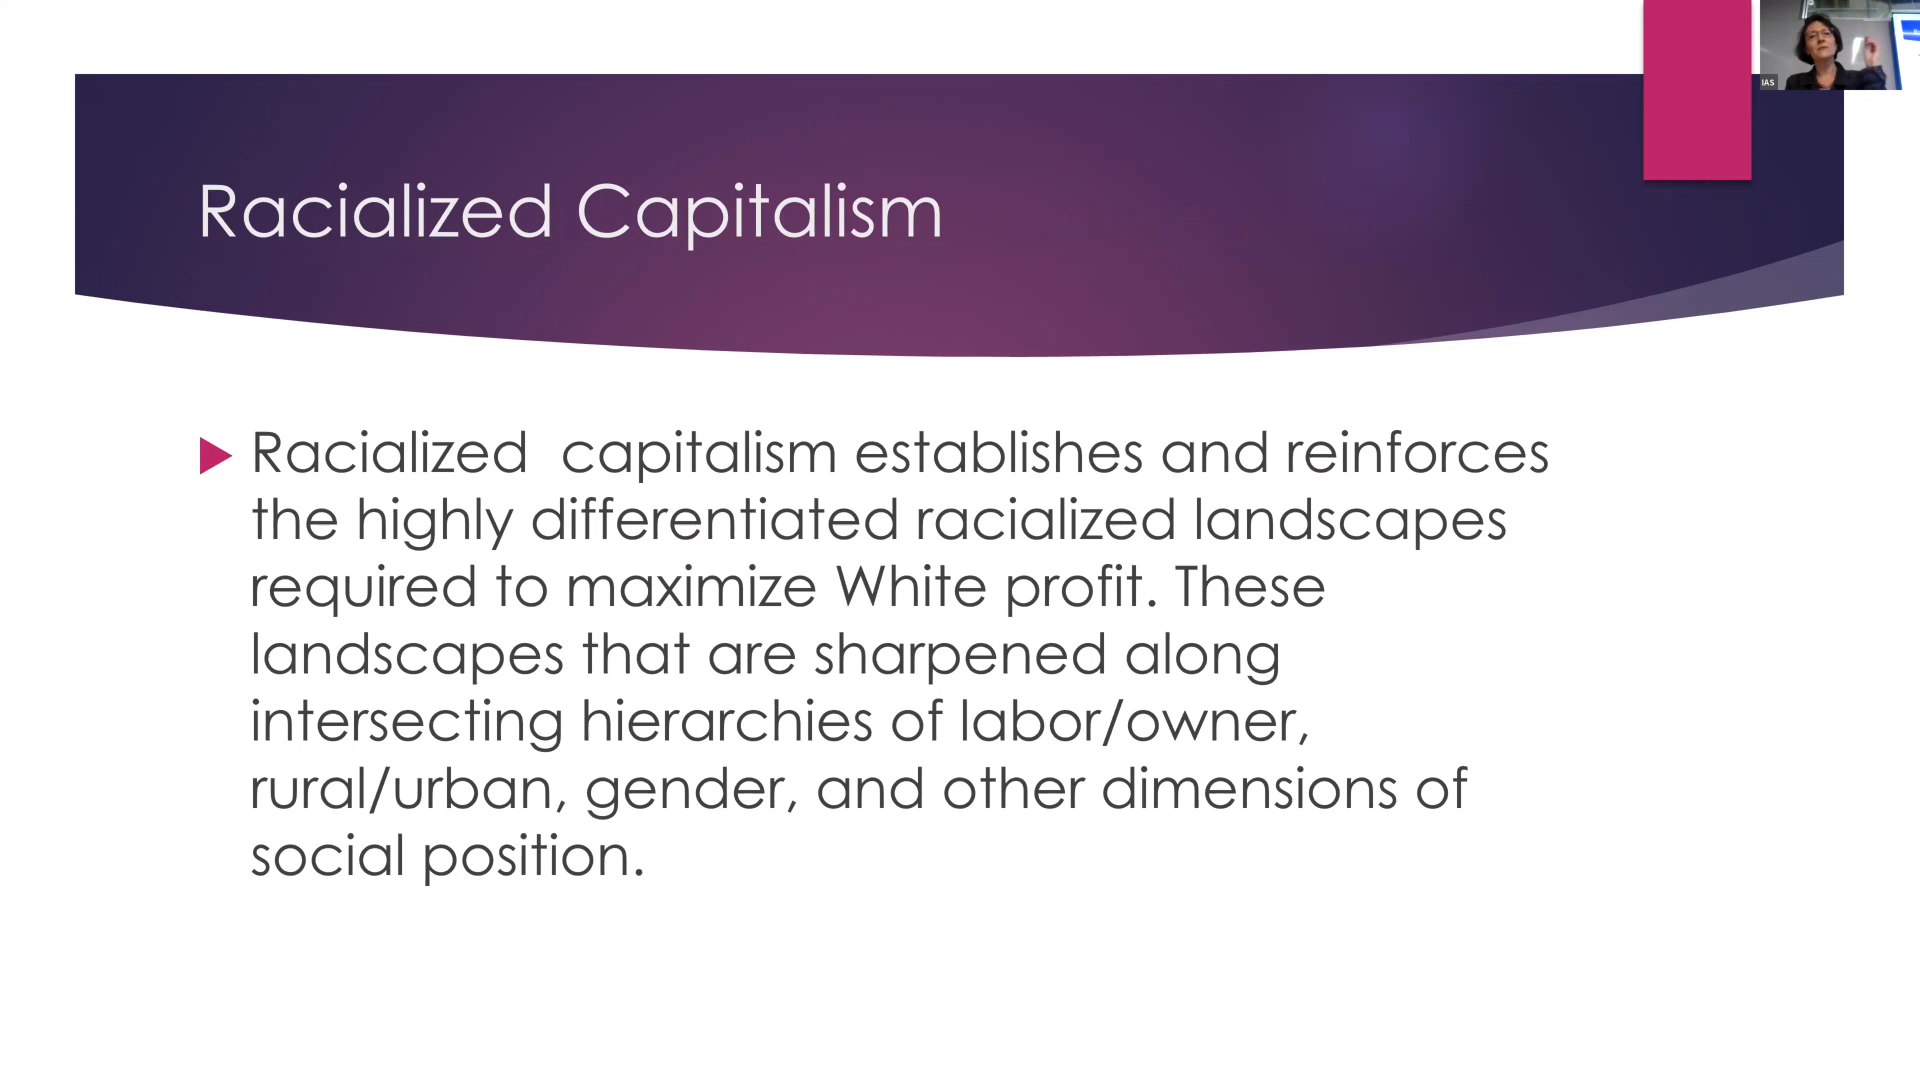 Racialized Capitalism
Racialized  capitalism establishes and reinforces
the highly differentiated racialized landscapes
required to maximize White profit. These
landscapes that are sharpened along
intersecting hierarchies of labor/owner,
rural/urban, gender, and other dimensions of
social position.
IAS